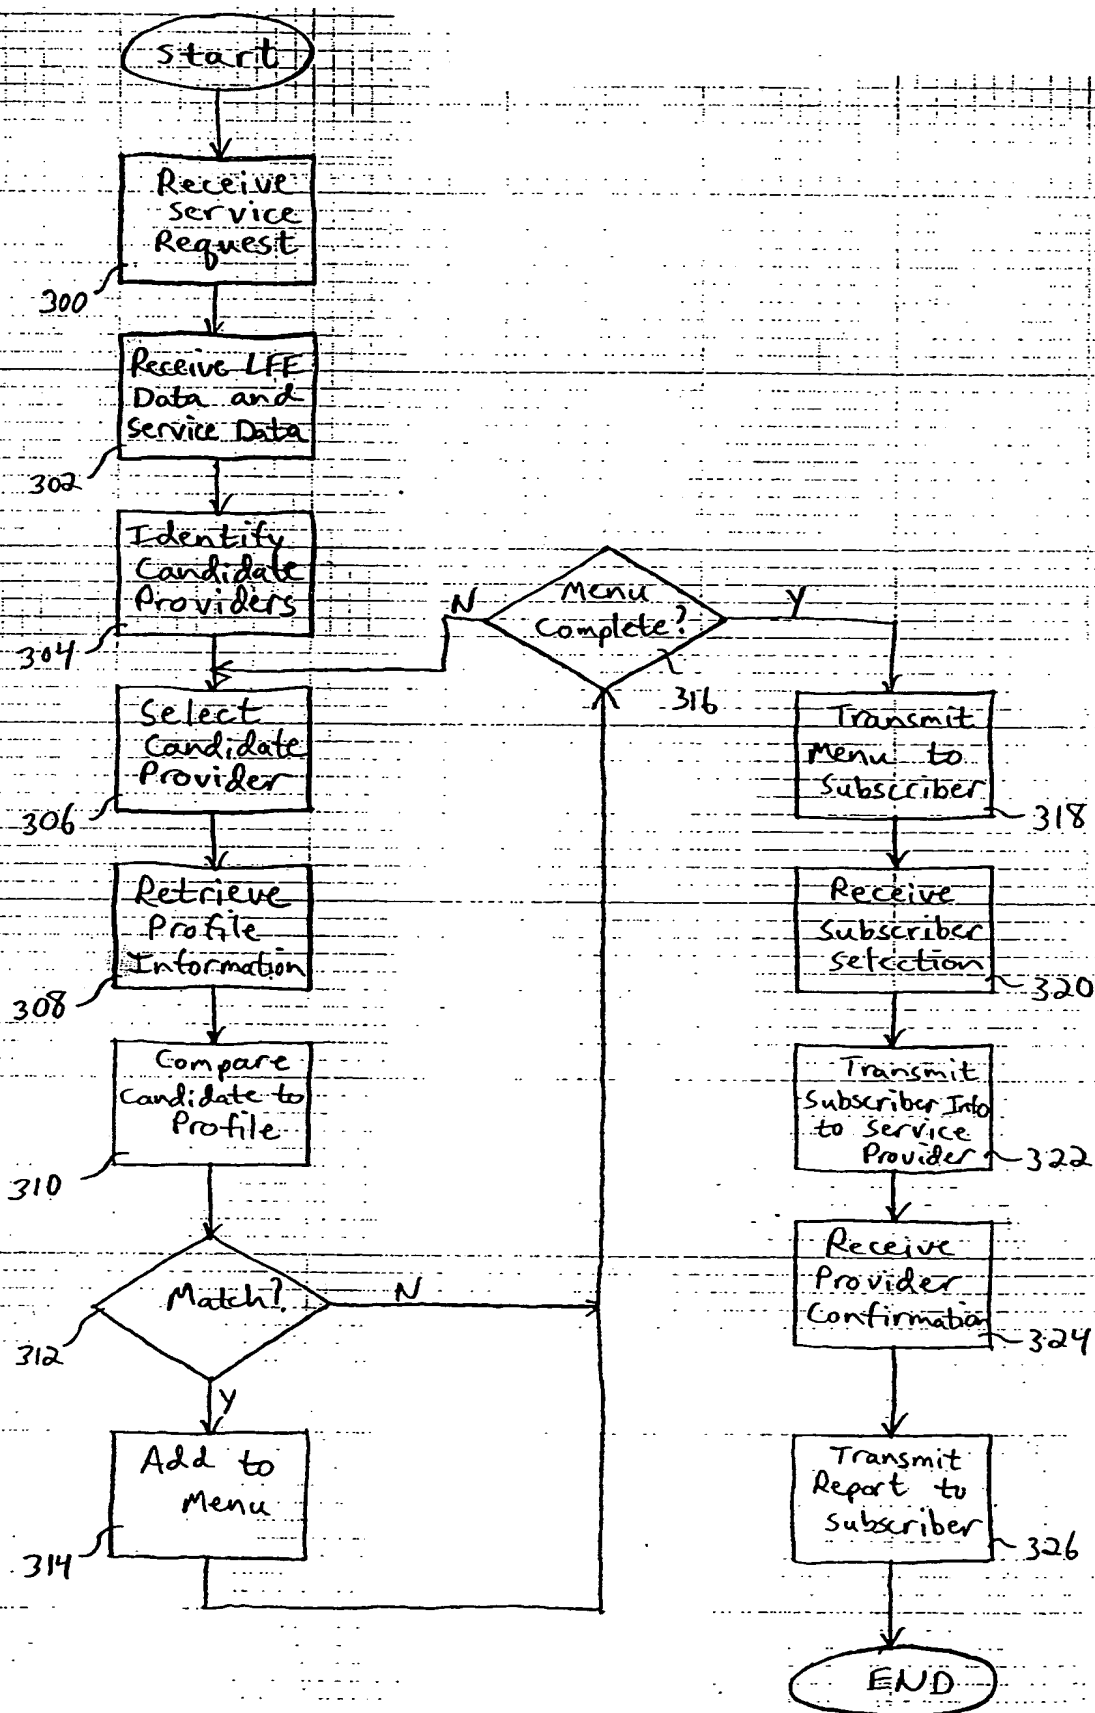 Start
Receive
Service
Request
300
Receive LFE
Data and
Service Data
302
Identify
Candidate
Providers
304
Select
Candidate
Provider
306
Retrieve
Profile
Information
308
Compare
Candidate to
Profile
310
Match?
N
312
Y
Add to
Menu
314
Menu
Complete?
N
Y
316
Transmit
Menu to
Subscriber
318
Receive
Subscriber
Selection
320
Transmit
Subscriber Info
to Service
Provider
322
Receive
Provider
Confirmation
324
Transmit
Report to
Subscriber
326
END